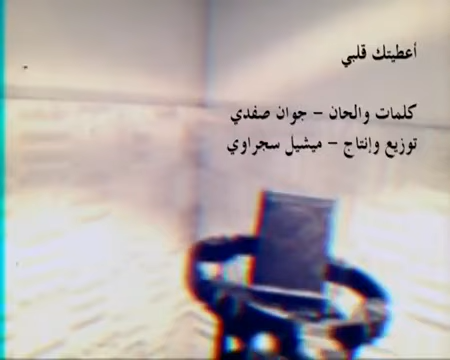 أعطيتك قلبي
كلمات والحان - جوان صفدي
توزيع وإنتاج - ميشيل سجراوي